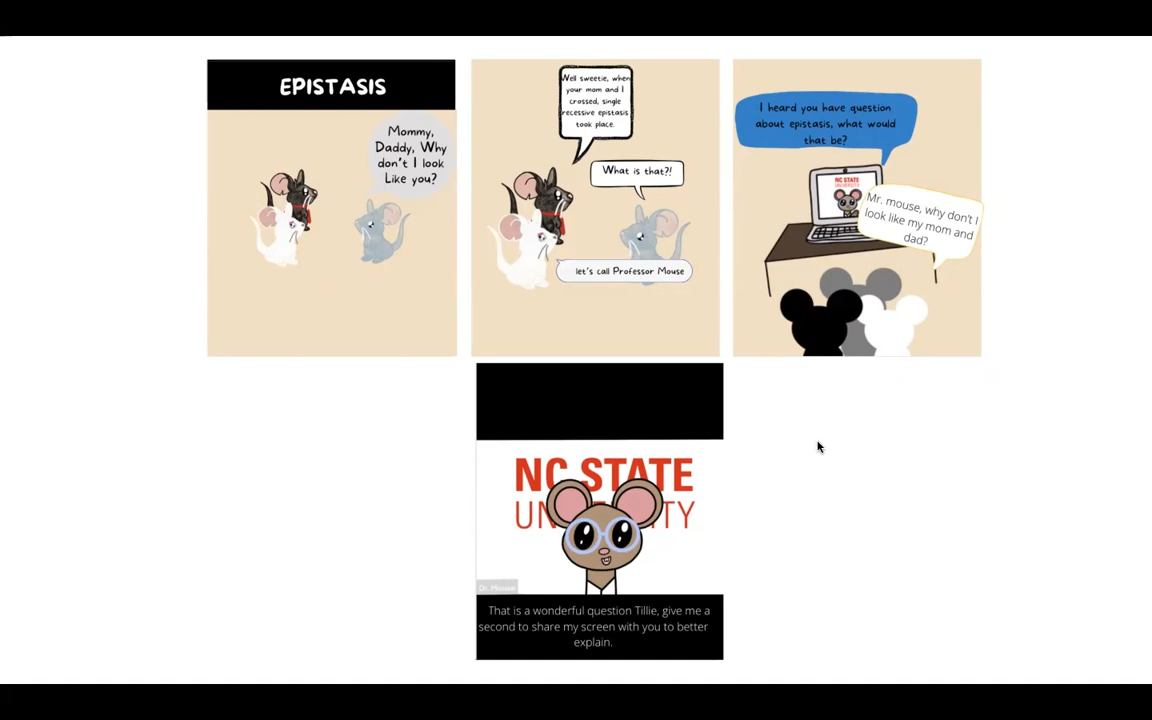 EPISTASIS
Mommy,
Daddy, Why
don't I look
Like you?
Well sweetie, when
your mom and I
crossed, single
recessive epistasis
took place.
What is that?!
let's call Professor Mouse
I heard you have question
about epistasis, what would
that be?
NC STATE
UNIVERSITY
Mr. mouse, why don't I
look like my mom and
dad?
NC STATE
UN ITY
Dr. Mouse
That is a wonderful question Tillie, give me a
second to share my screen with you to better
explain.